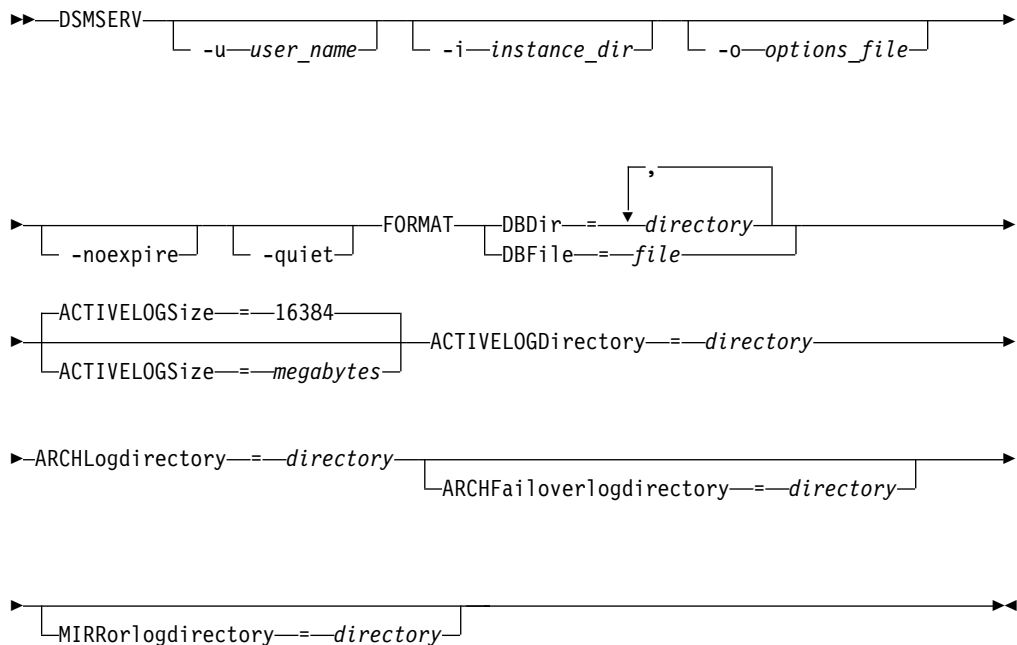 DSMSERV
-u user_name -i instance_dir -o options_file
,
-noexpire -quiet FORMAT DBDir = directory
DBFile = file
ACTIVELOGSize = 16384
ACTIVELOGDirectory = directory
ACTIVELOGSize = megabytes
ARCHLogdirectory = directory
ARCHFailoverlogdirectory = directory
MIRRorlogdirectory = directory